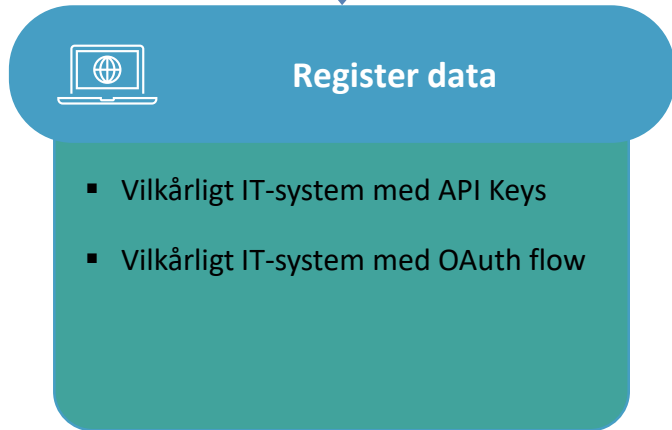 Register data
▪ Vilkårligt IT-system med API Keys
▪ Vilkårligt IT-system med OAuth flow